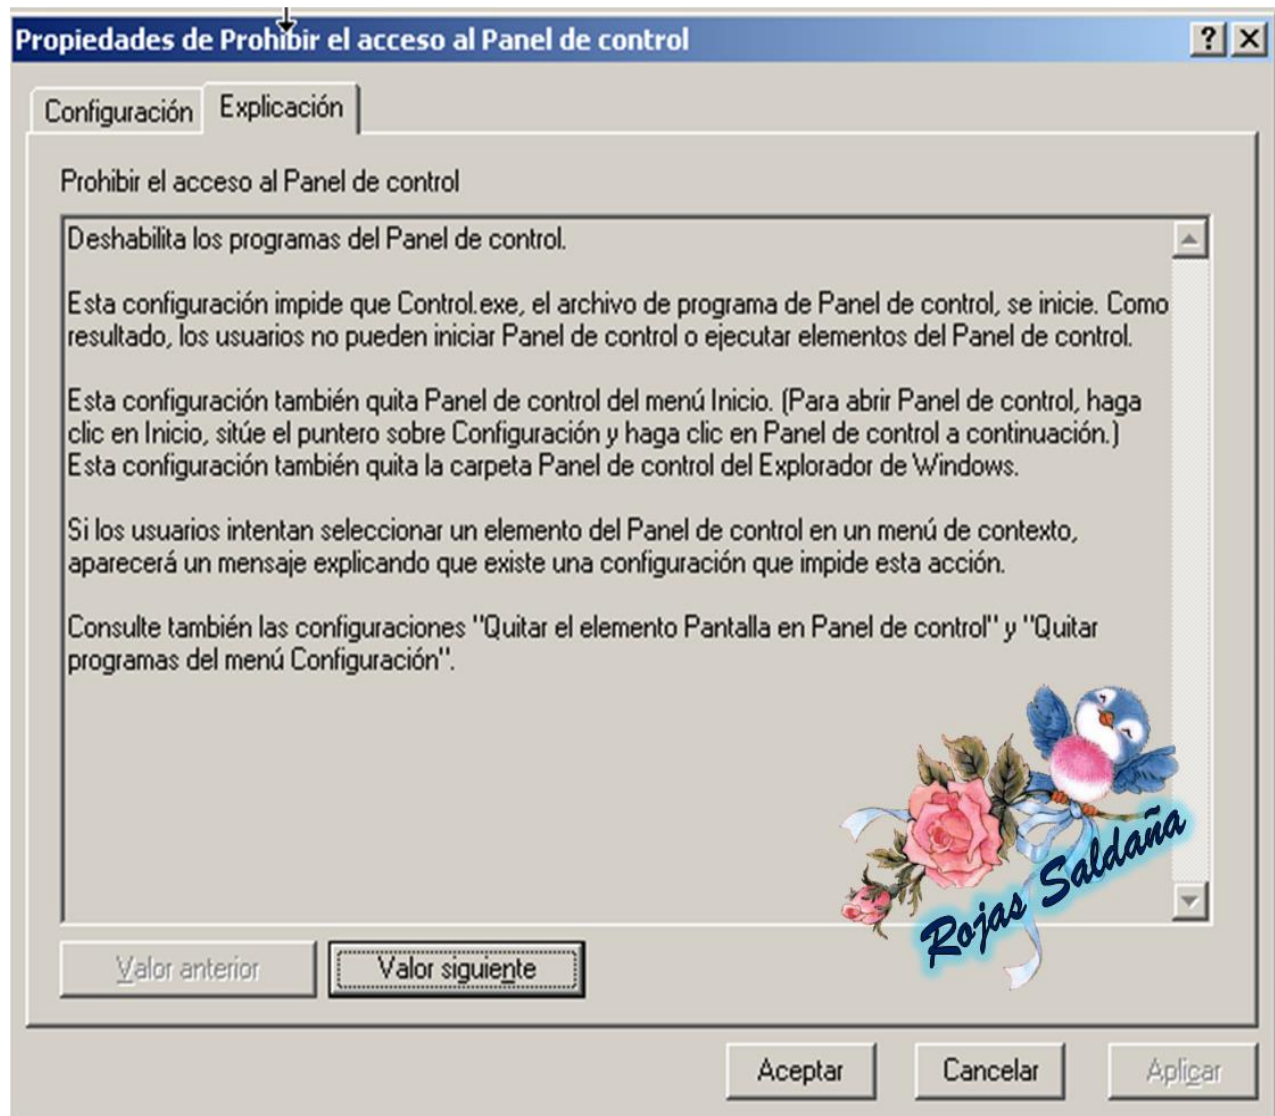 Propiedades de Prohibir el acceso al Panel de control
Configuración
Explicación
Prohibir el acceso al Panel de control
Deshabilita los programas del Panel de control.
Esta configuración impide que Control.exe, el archivo de programa de Panel de control, se inicie. Como
resultado, los usuarios no pueden iniciar Panel de control o ejecutar elementos del Panel de control.
Esta configuración también quita Panel de control del menú Inicio. (Para abrir Panel de control, haga
clic en Inicio, sitúe el puntero sobre Configuración y haga clic en Panel de control a continuación.)
Esta configuración también quita la carpeta Panel de control del Explorador de Windows.
Si los usuarios intentan seleccionar un elemento del Panel de control en un menú de contexto,
aparecerá un mensaje explicando que existe una configuración que impide esta acción.
Consulte también las configuraciones "Quitar el elemento Pantalla en Panel de control" y "Quitar
programas del menú Configuración".
Rojas Saldaña
Valor anterior
Valor siguiente
Aceptar
Cancelar
Aplicar